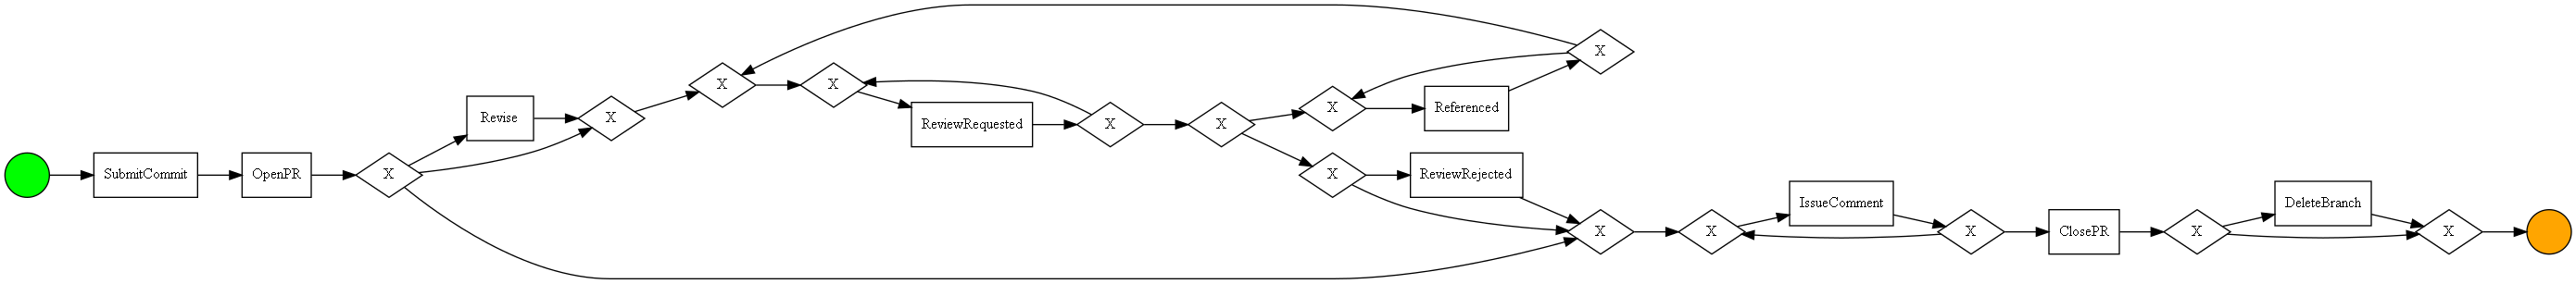 SubmitCommit
OpenPR
X
Revise
X
X
X
ReviewRequested
X
X
X
Referenced
X
X
ReviewRejected
X
X
IssueComment
X
ClosePR
X
DeleteBranch
X